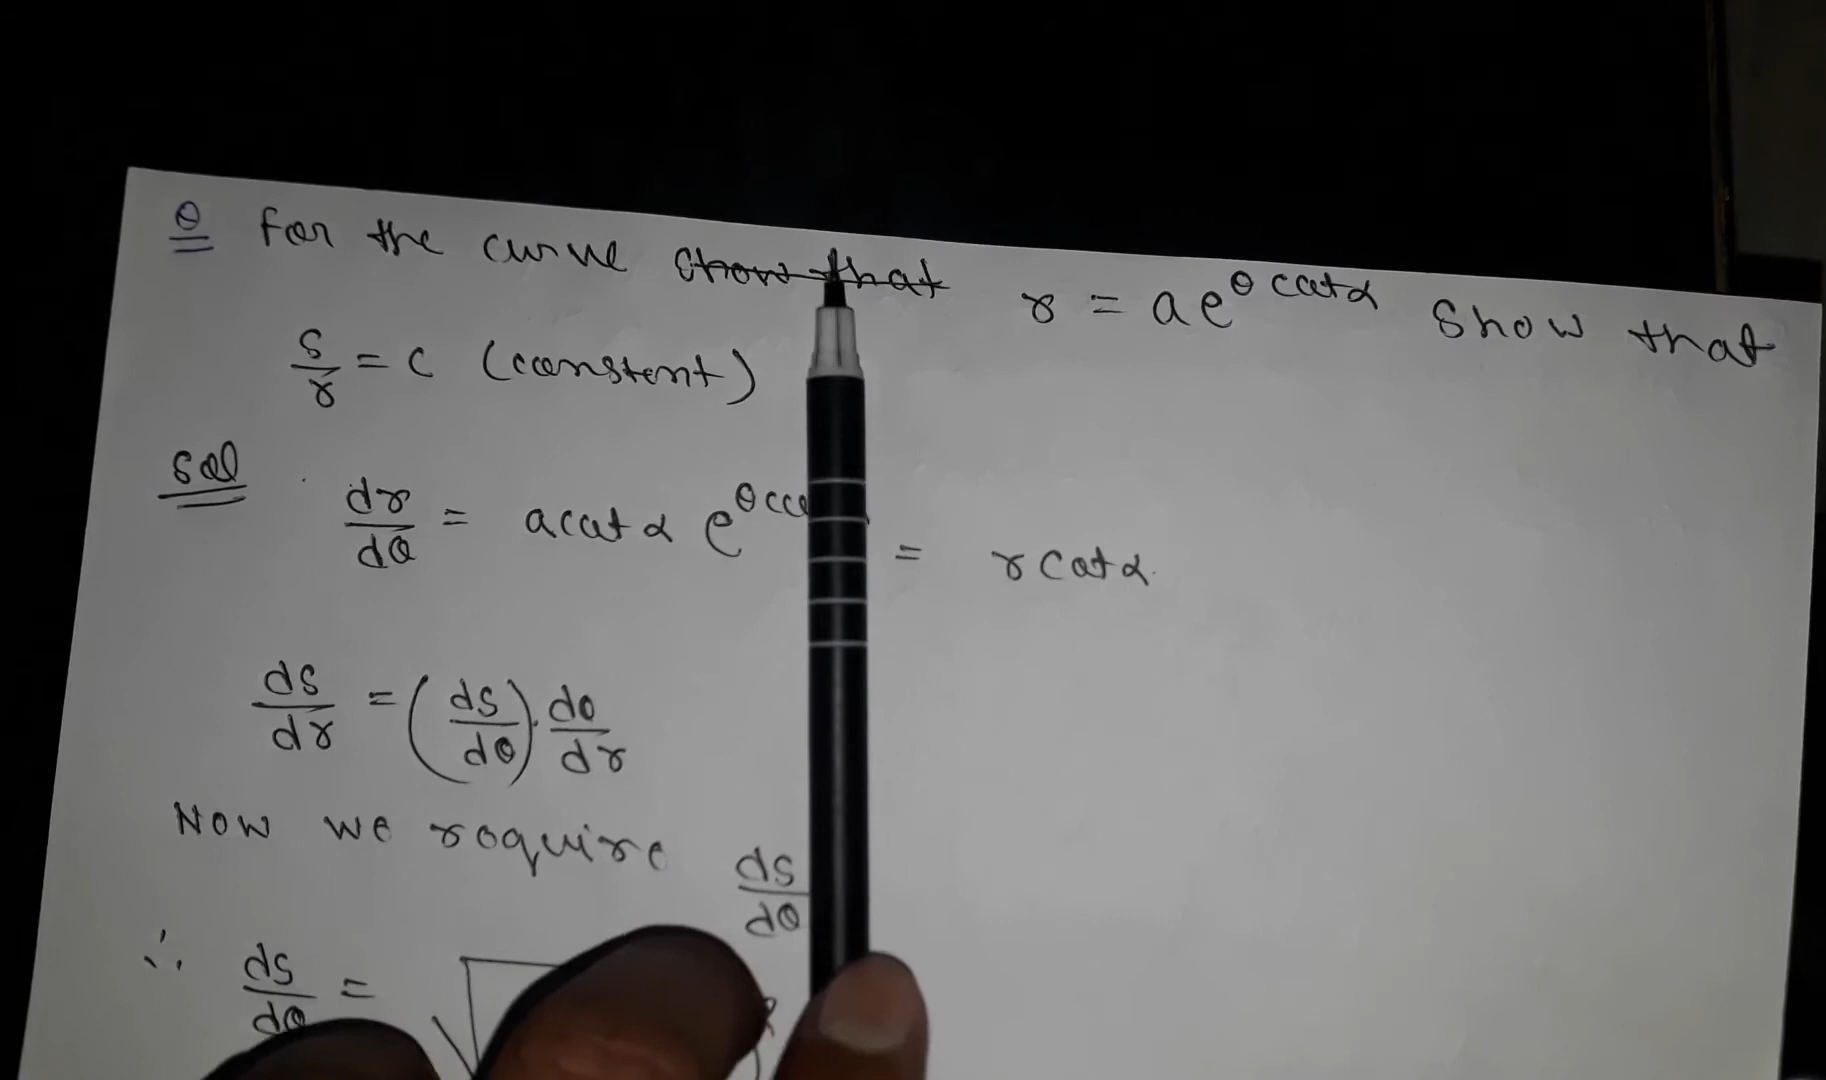 Q For the curve show that r = ae^θ cotα Show that
s/r = c (constant)
Sol dr/dθ = a cot α e^θ = r cotα.
ds/dr = (ds/dθ). dθ/dr
Now we require ds/dθ
∴ ds/dθ = √